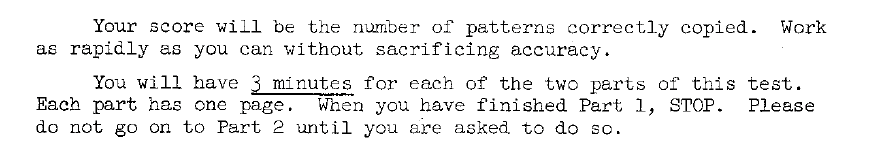 Your score will be the number of patterns correctly copied. Work
as rapidly as you can without sacrificing accuracy.
You will have 3 minutes for each of the two parts of this test.
Each part has one page. When you have finished Part 1, STOP. Please
do not go on to Part 2 until you are asked to do so.